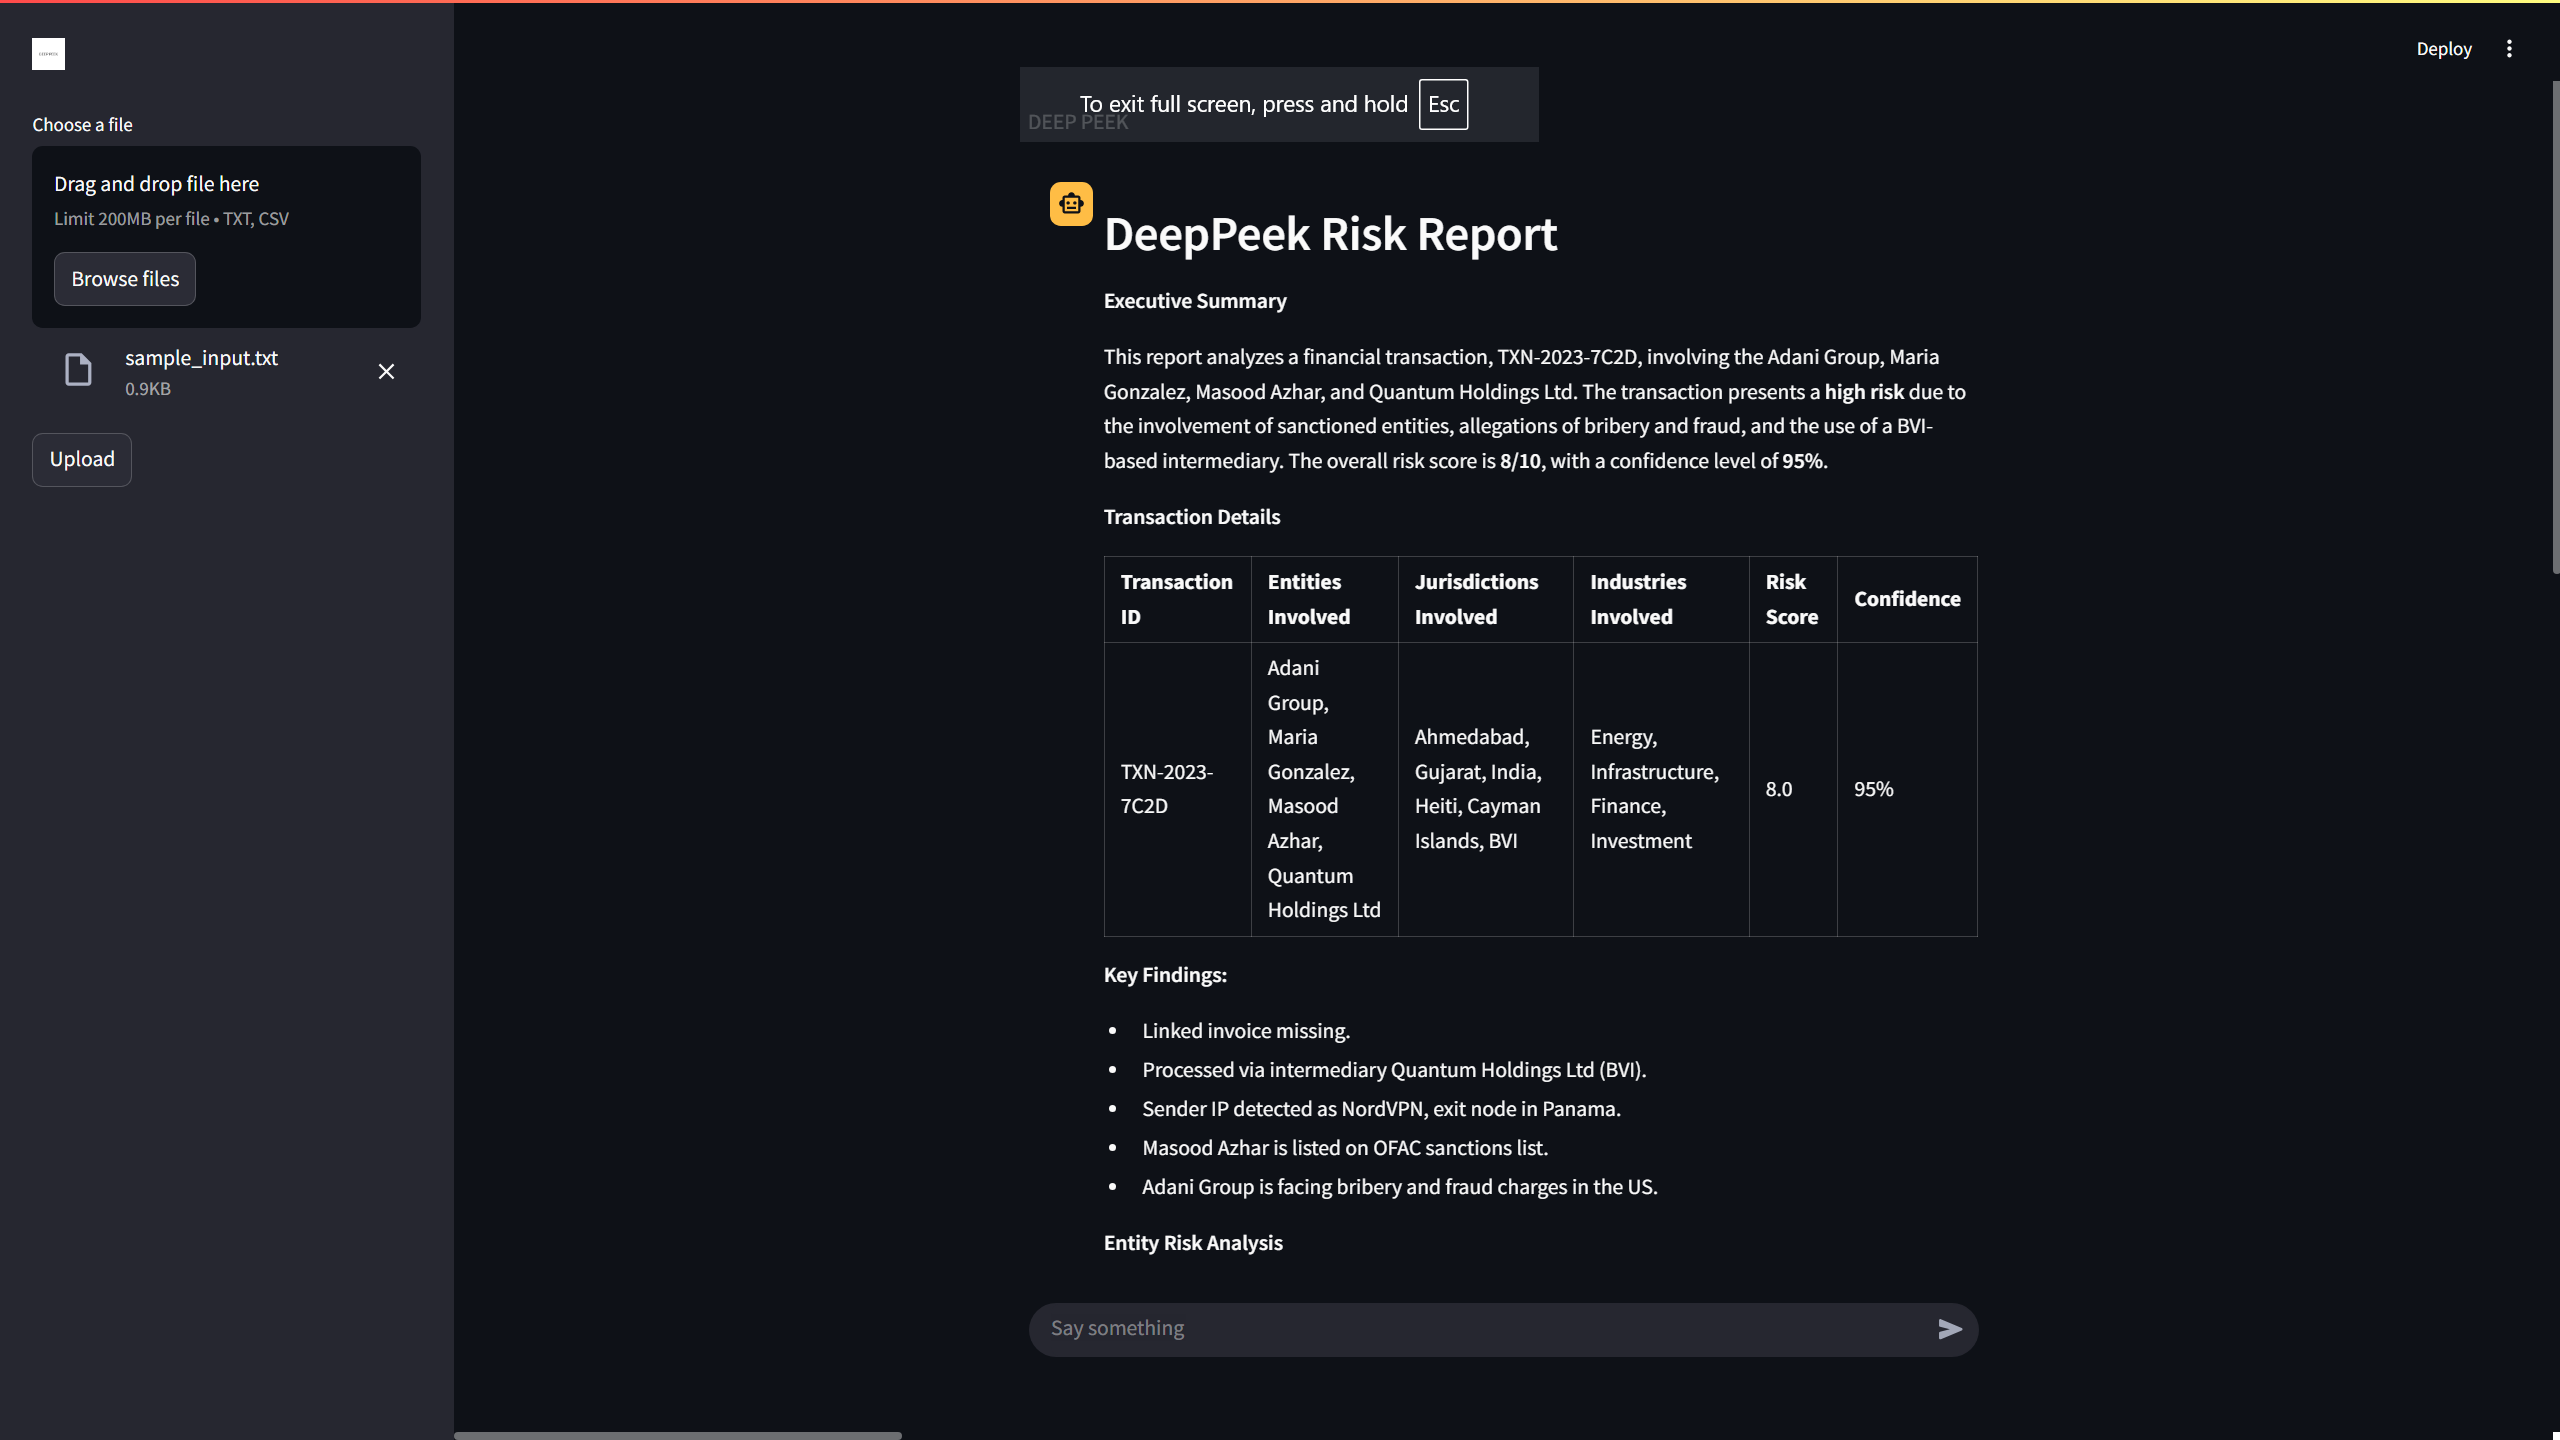 Deploy
Choose a file
Drag and drop file here
Limit 200MB per file • TXT, CSV
Browse files
sample_input.txt
0.9KB
Upload
To exit full screen, press and hold Esc
DEEP PEEK
DeepPeek Risk Report
Executive Summary
This report analyzes a financial transaction, TXN-2023-7C2D, involving the Adani Group, Maria
Gonzalez, Masood Azhar, and Quantum Holdings Ltd. The transaction presents a high risk due to
the involvement of sanctioned entities, allegations of bribery and fraud, and the use of a BVI-
based intermediary. The overall risk score is 8/10, with a confidence level of 95%.
Transaction Details
Transaction
ID
Entities
Involved
Jurisdictions
Involved
Industries
Involved
Risk
Score
Confidence
TXN-2023-
7C2D
Adani
Group,
Maria
Gonzalez,
Masood
Azhar,
Quantum
Holdings Ltd
Ahmedabad,
Gujarat, India,
Heiti, Cayman
Islands, BVI
Energy,
Infrastructure,
Finance,
Investment
8.0
95%
Key Findings:
• Linked invoice missing.
• Processed via intermediary Quantum Holdings Ltd (BVI).
• Sender IP detected as NordVPN, exit node in Panama.
• Masood Azhar is listed on OFAC sanctions list.
• Adani Group is facing bribery and fraud charges in the US.
Entity Risk Analysis
Say something